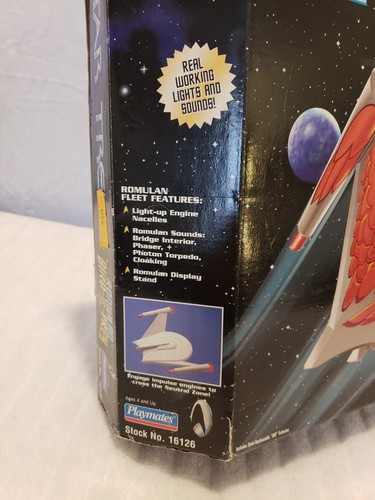 REAL
WORKING
LIGHTS AND
SOUNDS!
ROMULAN
FLEET FEATURES:
Light-up Engine
Nacelles
Romulan Sounds:
Bridge Interior,
Phaser, +
Photon Torpedo,
Cloaking
Romulan Display
Stand
Engage impulse engines to
cross the Neutral Zone!
Ages 4 and Up
Playmates
Stock No. 16126